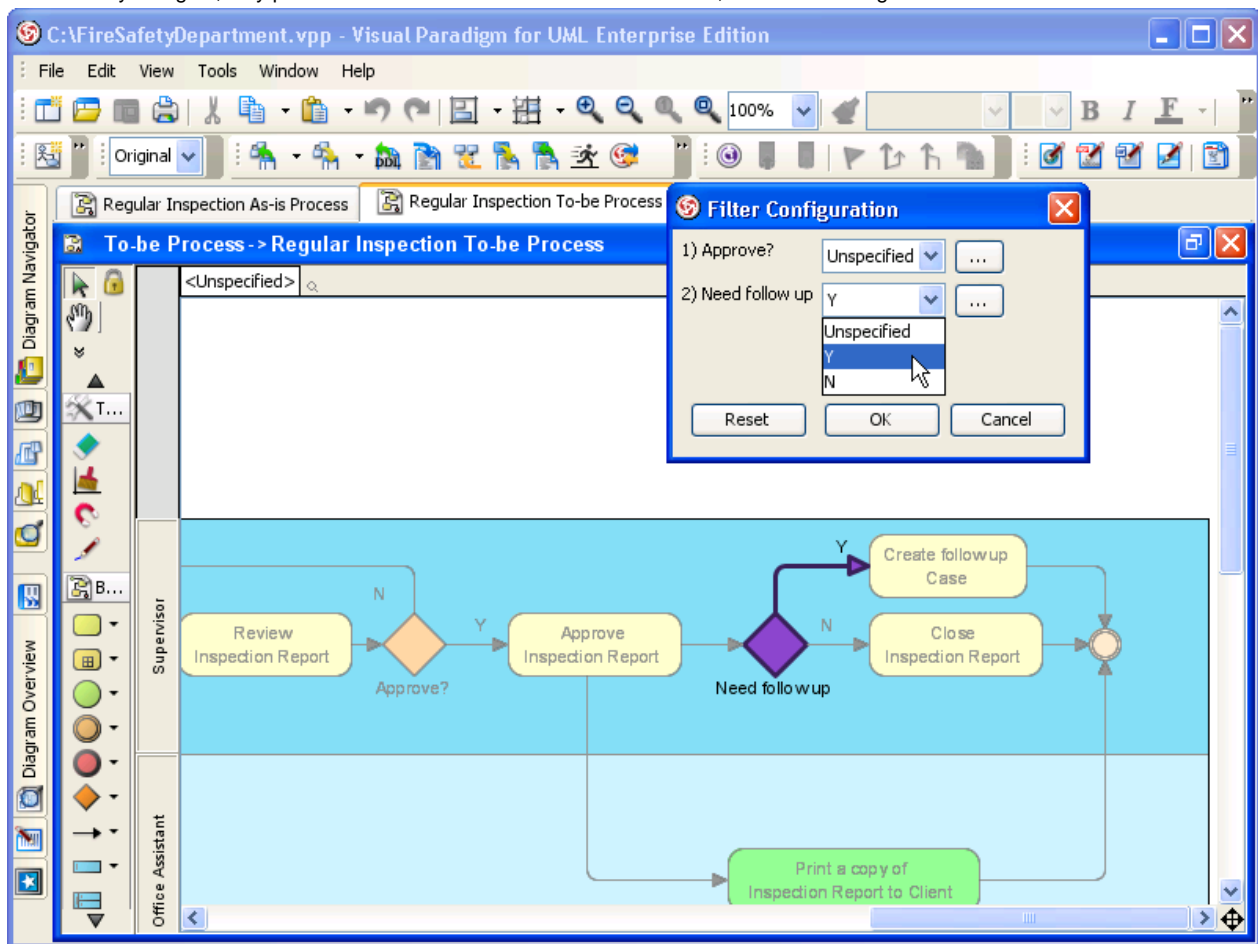 C:\FireSafetyDepartment.vpp - Visual Paradigm for UML Enterprise Edition
File Edit View Tools Window Help
100%
B I F
Original
Regular Inspection As-is Process
Regular Inspection To-be Process
To-be Process -> Regular Inspection To-be Process
<Unspecified>
Filter Configuration
1) Approve?
Unspecified
...
2) Need follow up
Y
...
Unspecified
Y
N
Reset
OK
Cancel
Diagram Navigator
Diagram Overview
T...
B...
Supervisor
Office Assistant
Y
Create followup
Case
N
Review
Inspection Report
Y
Approve
Inspection Report
N
Close
Inspection Report
Approve?
Need followup
Print a copy of
Inspection Report to Client